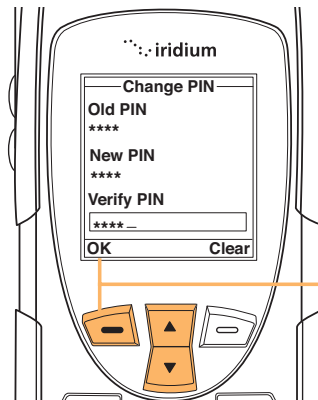 iridium
Change PIN
Old PIN
****
New PIN
****
Verify PIN
****_
OK Clear